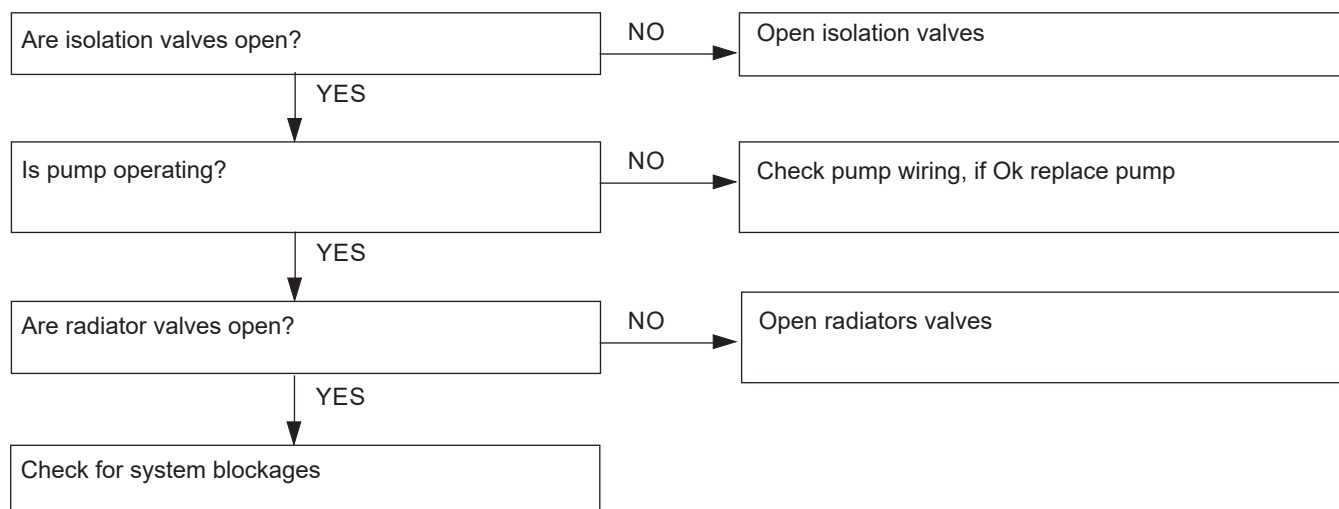 Are isolation valves open?
NO
Open isolation valves
YES
Is pump operating?
NO
Check pump wiring, if Ok replace pump
YES
Are radiator valves open?
NO
Open radiators valves
YES
Check for system blockages